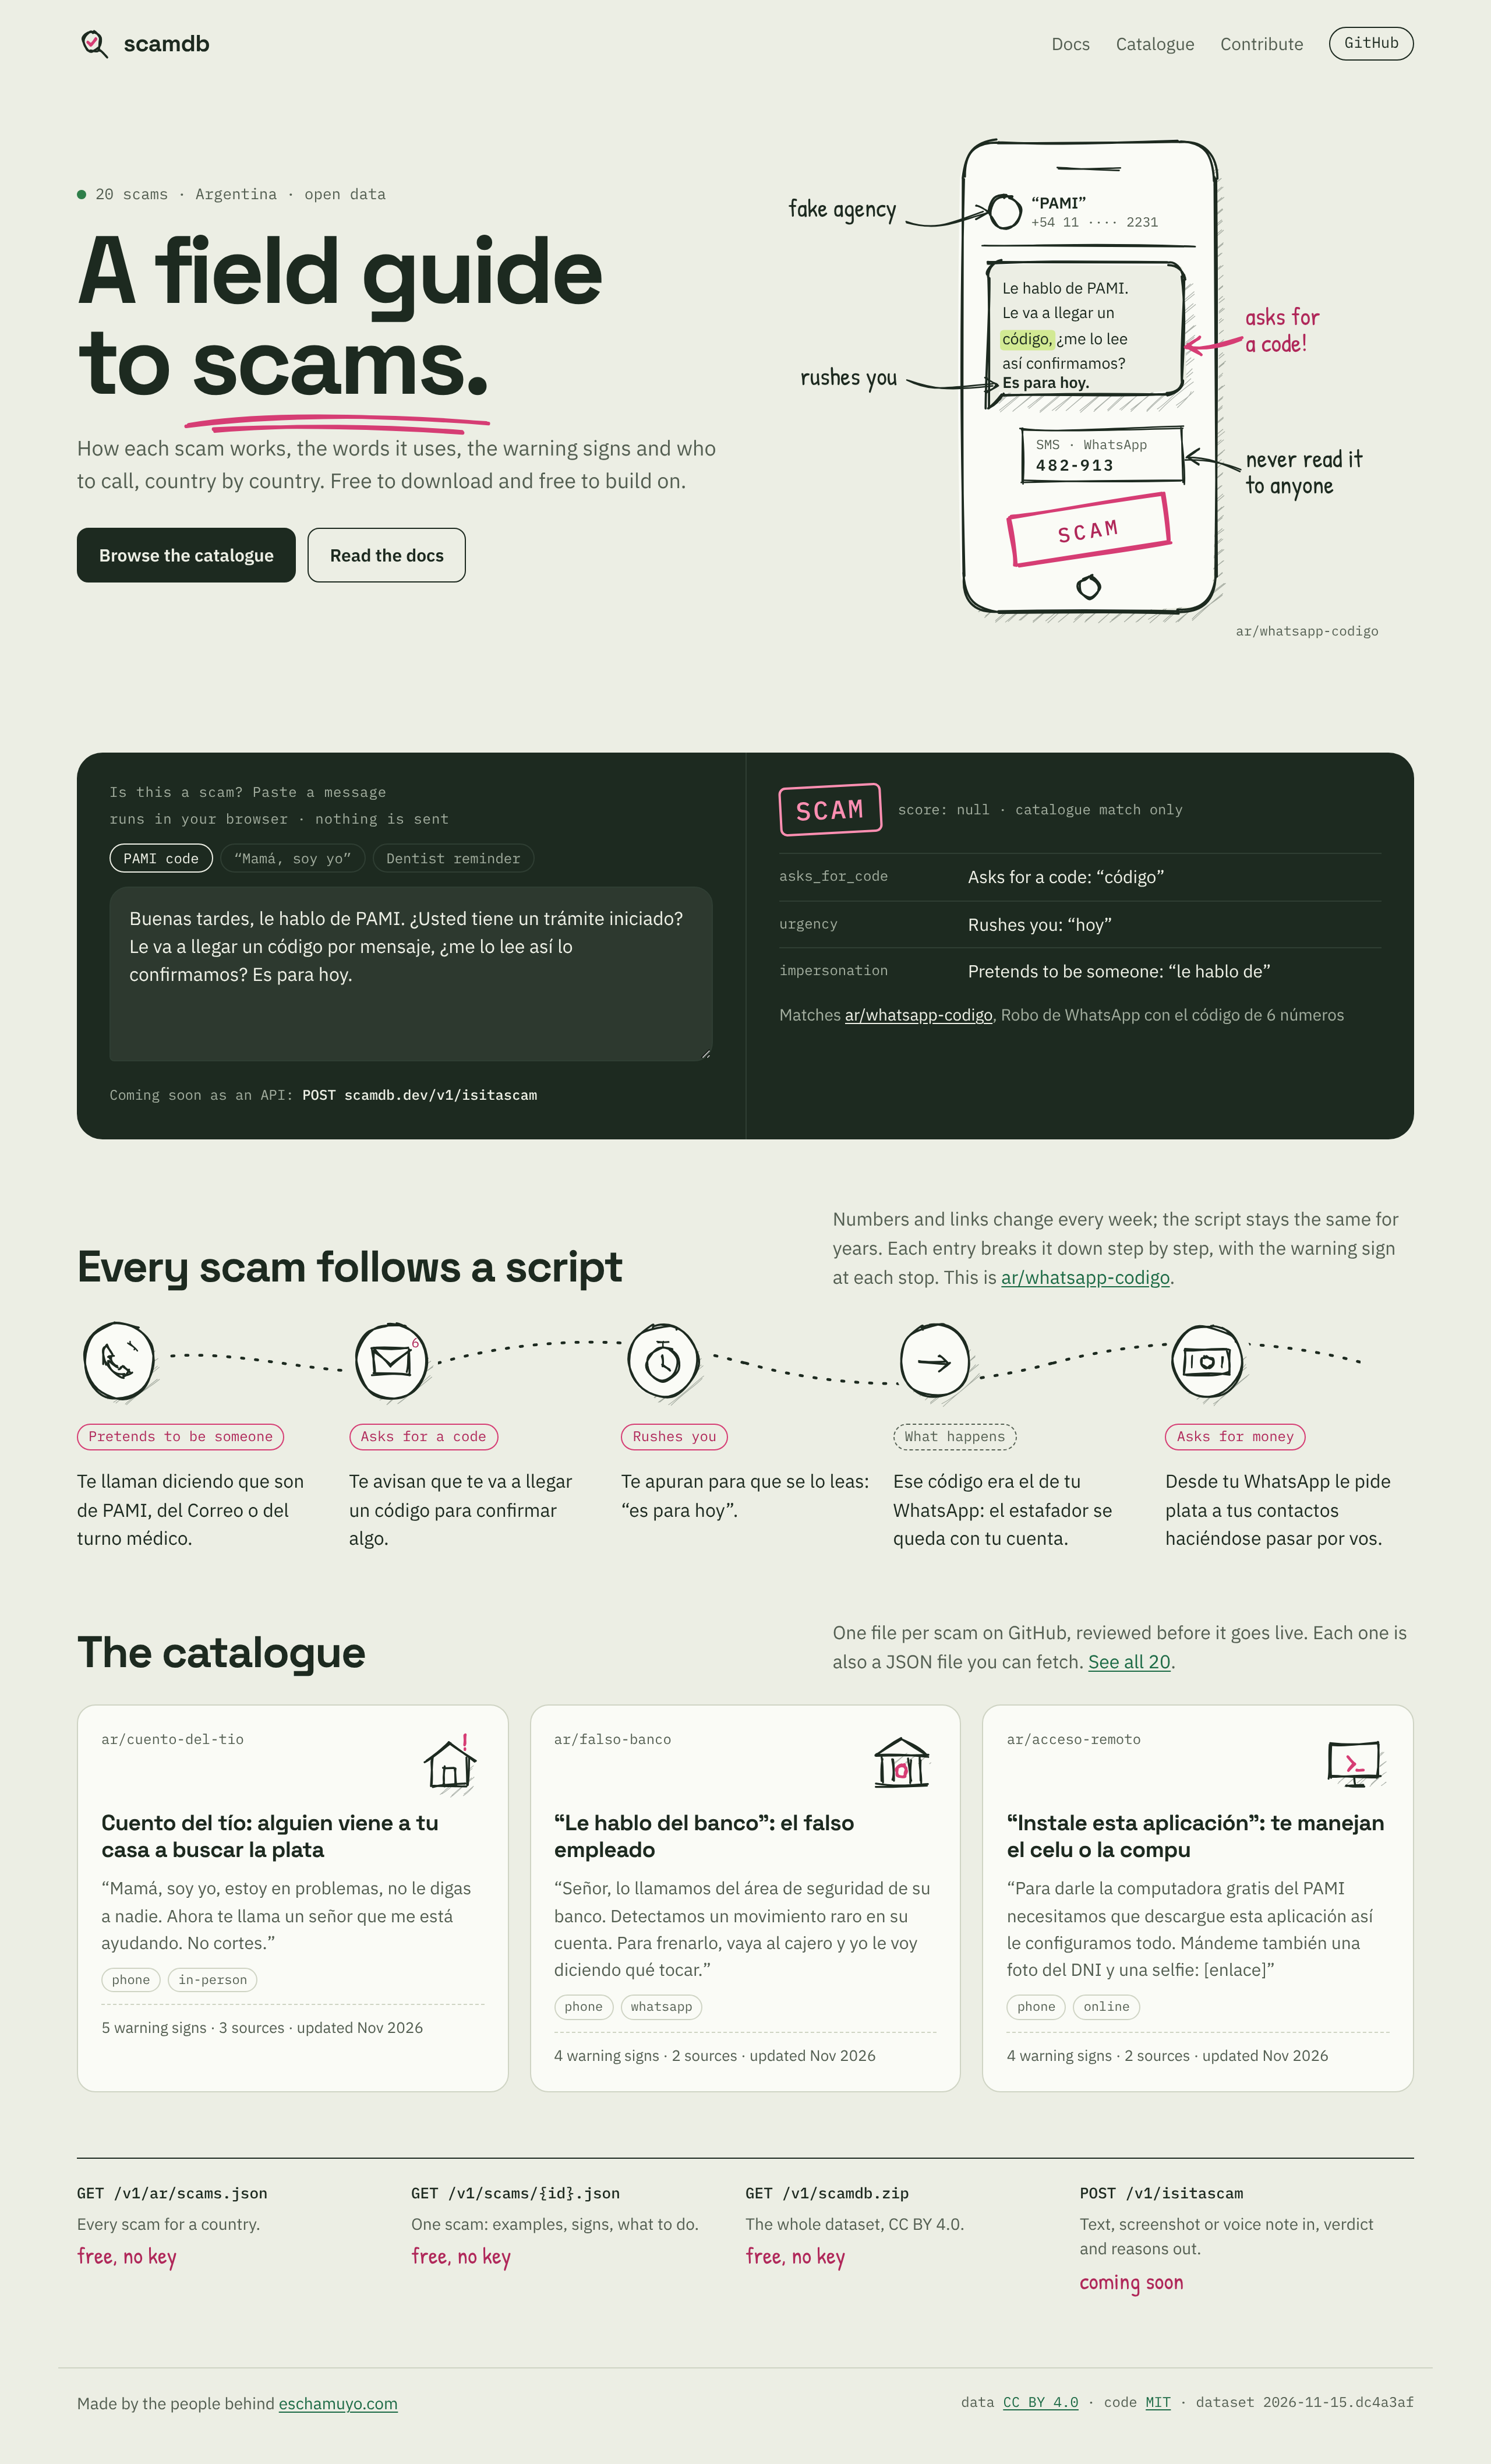 scamdb
Docs
Catalogue
Contribute
GitHub
20 scams · Argentina · open data
A field guide
to scams.
How each scam works, the words it uses, the warning signs and who
to call, country by country. Free to download and free to build on.
Browse the catalogue
Read the docs
fake agency
“PAMI”
+54 11 ···· 2231
Le hablo de PAMI.
Le va a llegar un
código, ¿me lo lee
así confirmamos?
Es para hoy.
asks for
a code!
rushes you
SMS · WhatsApp
482-913
never read it
to anyone
SCAM
ar/whatsapp-codigo
Is this a scam? Paste a message
runs in your browser · nothing is sent
PAMI code
“Mamá, soy yo”
Dentist reminder
Buenas tardes, le hablo de PAMI. ¿Usted tiene un trámite iniciado?
Le va a llegar un código por mensaje, ¿me lo lee así lo
confirmamos? Es para hoy.
Coming soon as an API: POST scamdb.dev/v1/isitascam
SCAM
score: null · catalogue match only
asks_for_code
Asks for a code: “código”
urgency
Rushes you: “hoy”
impersonation
Pretends to be someone: “le hablo de”
Matches ar/whatsapp-codigo, Robo de WhatsApp con el código de 6 números
Every scam follows a script
Numbers and links change every week; the script stays the same for
years. Each entry breaks it down step by step, with the warning sign
at each stop. This is ar/whatsapp-codigo.
6
Pretends to be someone
Te llaman diciendo que son
de PAMI, del Correo o del
turno médico.
Asks for a code
Te avisan que te va a llegar
un código para confirmar
algo.
Rushes you
Te apuran para que se lo leas:
“es para hoy”.
What happens
Ese código era el de tu
WhatsApp: el estafador se
queda con tu cuenta.
Asks for money
Desde tu WhatsApp le pide
plata a tus contactos
haciéndose pasar por vos.
The catalogue
One file per scam on GitHub, reviewed before it goes live. Each one is
also a JSON file you can fetch. See all 20.
ar/cuento-del-tio
Cuento del tío: alguien viene a tu
casa a buscar la plata
“Mamá, soy yo, estoy en problemas, no le digas
a nadie. Ahora te llama un señor que me está
ayudando. No cortes.”
phone
in-person
5 warning signs · 3 sources · updated Nov 2026
ar/falso-banco
“Le hablo del banco”: el falso
empleado
“Señor, lo llamamos del área de seguridad de su
banco. Detectamos un movimiento raro en su
cuenta. Para frenarlo, vaya al cajero y yo le voy
diciendo qué tocar.”
phone
whatsapp
4 warning signs · 2 sources · updated Nov 2026
ar/acceso-remoto
“Instale esta aplicación”: te manejan
el celu o la compu
“Para darle la computadora gratis del PAMI
necesitamos que descargue esta aplicación así
le configuramos todo. Mándeme también una
foto del DNI y una selfie: [enlace]”
phone
online
4 warning signs · 2 sources · updated Nov 2026
GET /v1/ar/scams.json
Every scam for a country.
free, no key
GET /v1/scams/{id}.json
One scam: examples, signs, what to do.
free, no key
GET /v1/scamdb.zip
The whole dataset, CC BY 4.0.
free, no key
POST /v1/isitascam
Text, screenshot or voice note in, verdict
and reasons out.
coming soon
Made by the people behind eschamuyo.com
data CC BY 4.0 · code MIT · dataset 2026-11-15.dc4a3af